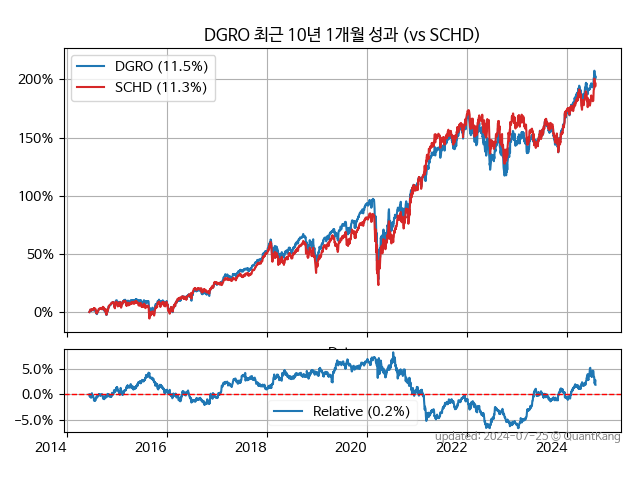 DGRO 최근 10년 1개월 성과 (vs SCHD)
DGRO (11.5%)
SCHD (11.3%)
200%
150%
100%
50%
0%
5.0%
0.0%
−5.0%
Relative (0.2%)
updated: 2024-07-25 © QuantKang
2014 2016 2018 2020 2022 2024